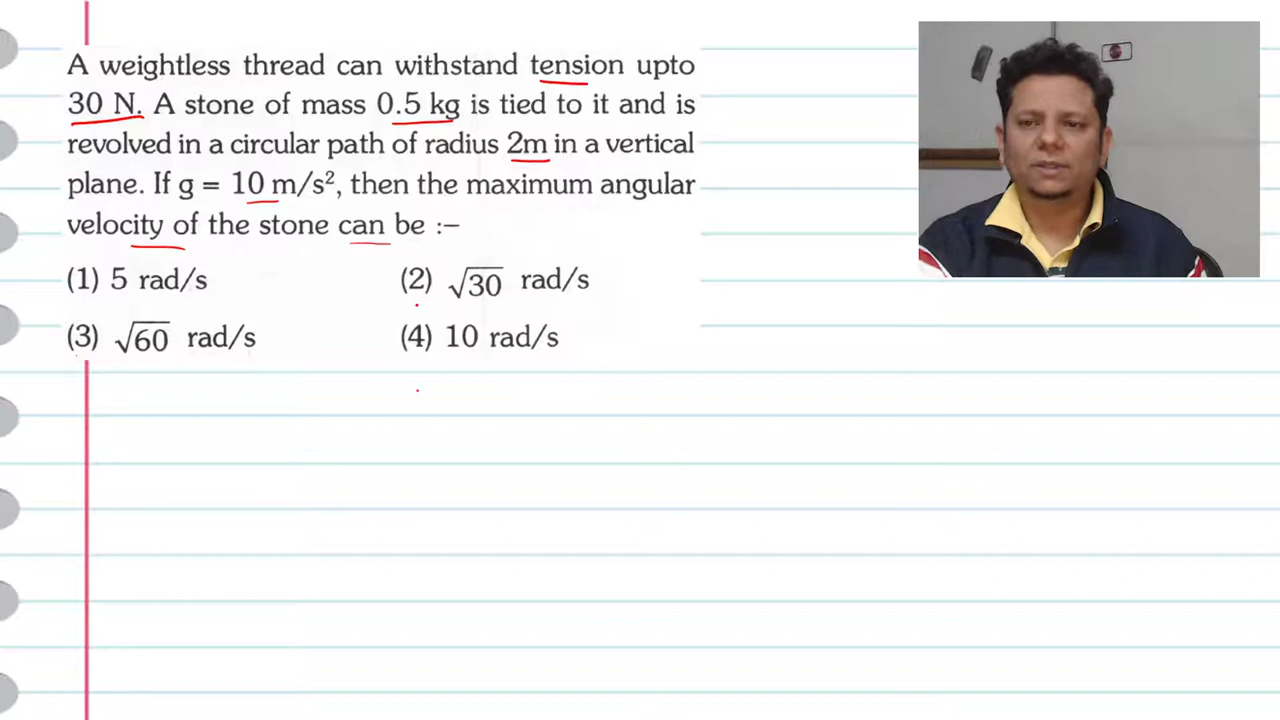 A weightless thread can withstand tension upto
30 N. A stone of mass 0.5 kg is tied to it and is
revolved in a circular path of radius 2m in a vertical
plane. If g = 10 m/s², then the maximum angular
velocity of the stone can be :–
(1) 5 rad/s (2) √30 rad/s
(3) √60 rad/s (4) 10 rad/s